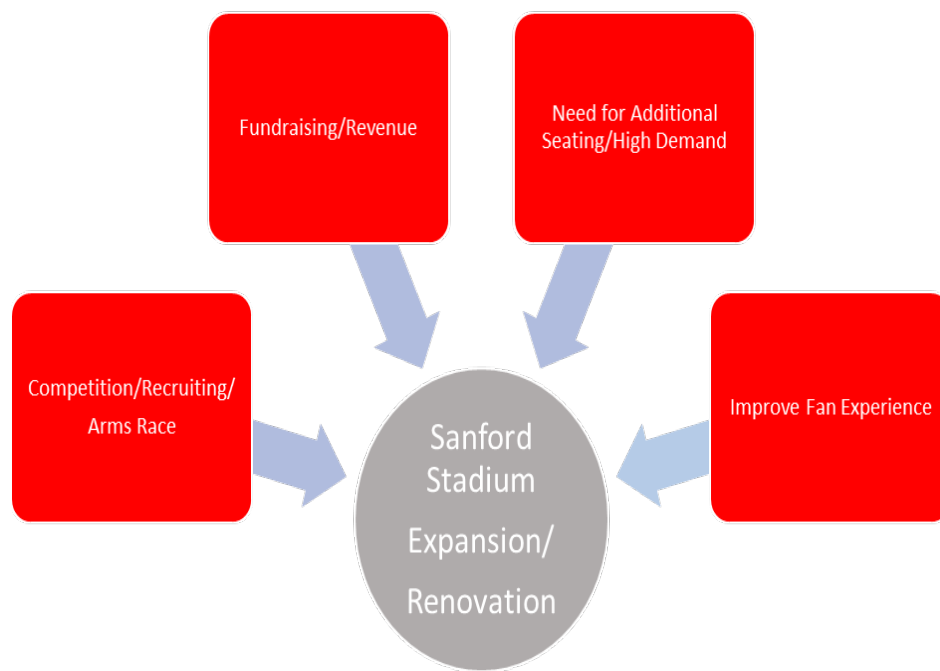 Fundraising/Revenue
Need for Additional
Seating/High Demand
Competition/Recruiting/
Arms Race
Improve Fan Experience
Sanford
Stadium
Expansion/
Renovation